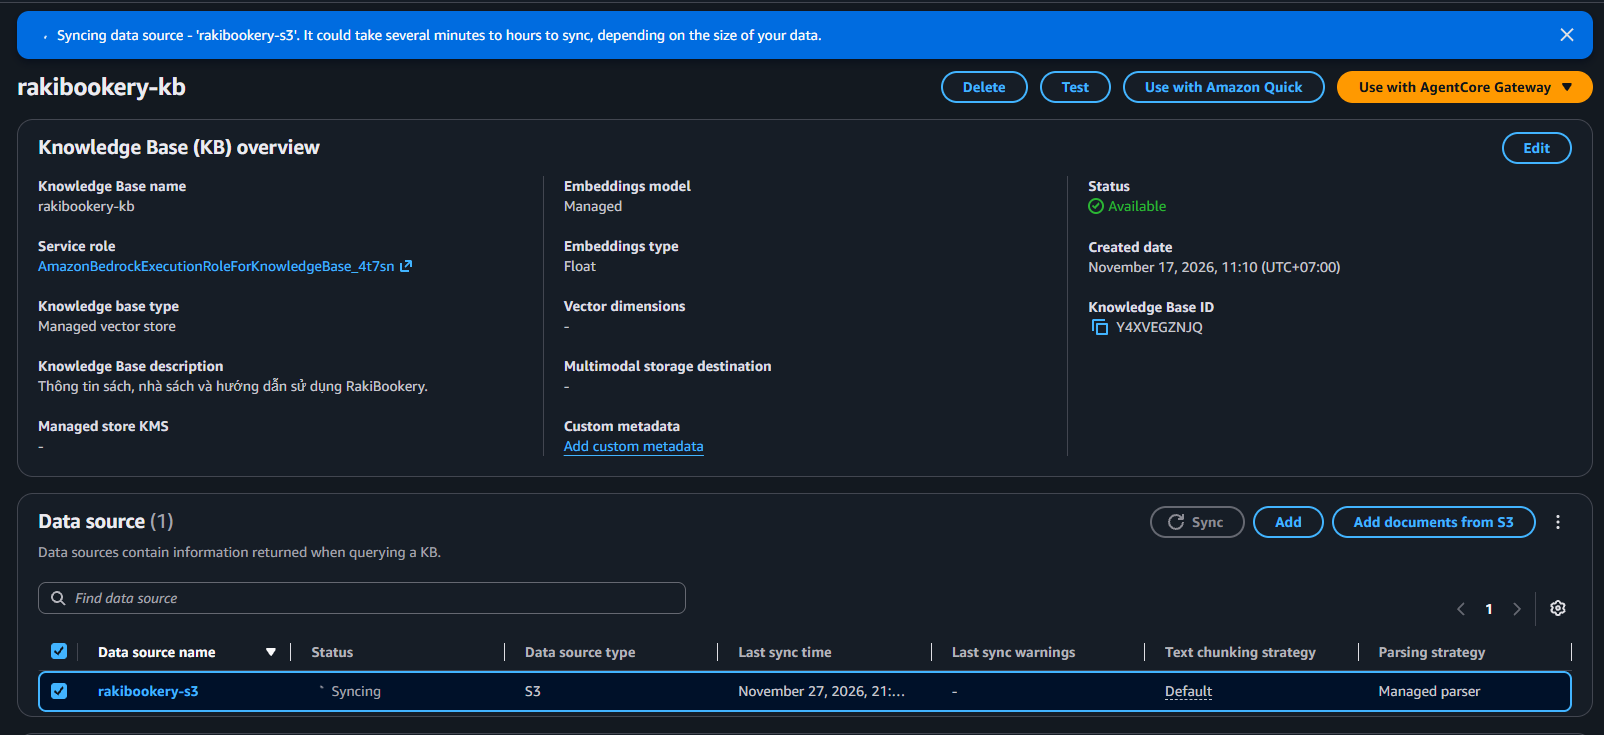 Syncing data source - 'rakibookery-s3'. It could take several minutes to hours to sync, depending on the size of your data.
rakibookery-kb
Delete
Test
Use with Amazon Quick
Use with AgentCore Gateway
Knowledge Base (KB) overview
Edit
Knowledge Base name
rakibookery-kb
Service role
AmazonBedrockExecutionRoleForKnowledgeBase_4t7sn
Knowledge base type
Managed vector store
Knowledge Base description
Thông tin sách, nhà sách và hướng dẫn sử dụng RakiBookery.
Managed store KMS
-
Embeddings model
Managed
Embeddings type
Float
Vector dimensions
-
Multimodal storage destination
-
Custom metadata
Add custom metadata
Status
Available
Created date
November 17, 2026, 11:10 (UTC+07:00)
Knowledge Base ID
Y4XVEGZNJQ
Data source (1)
Sync
Add
Add documents from S3
Data sources contain information returned when querying a KB.
Find data source
1
Data source name Status Data source type Last sync time Last sync warnings Text chunking strategy Parsing strategy
rakibookery-s3 Syncing S3 November 27, 2026, 21:... - Default Managed parser